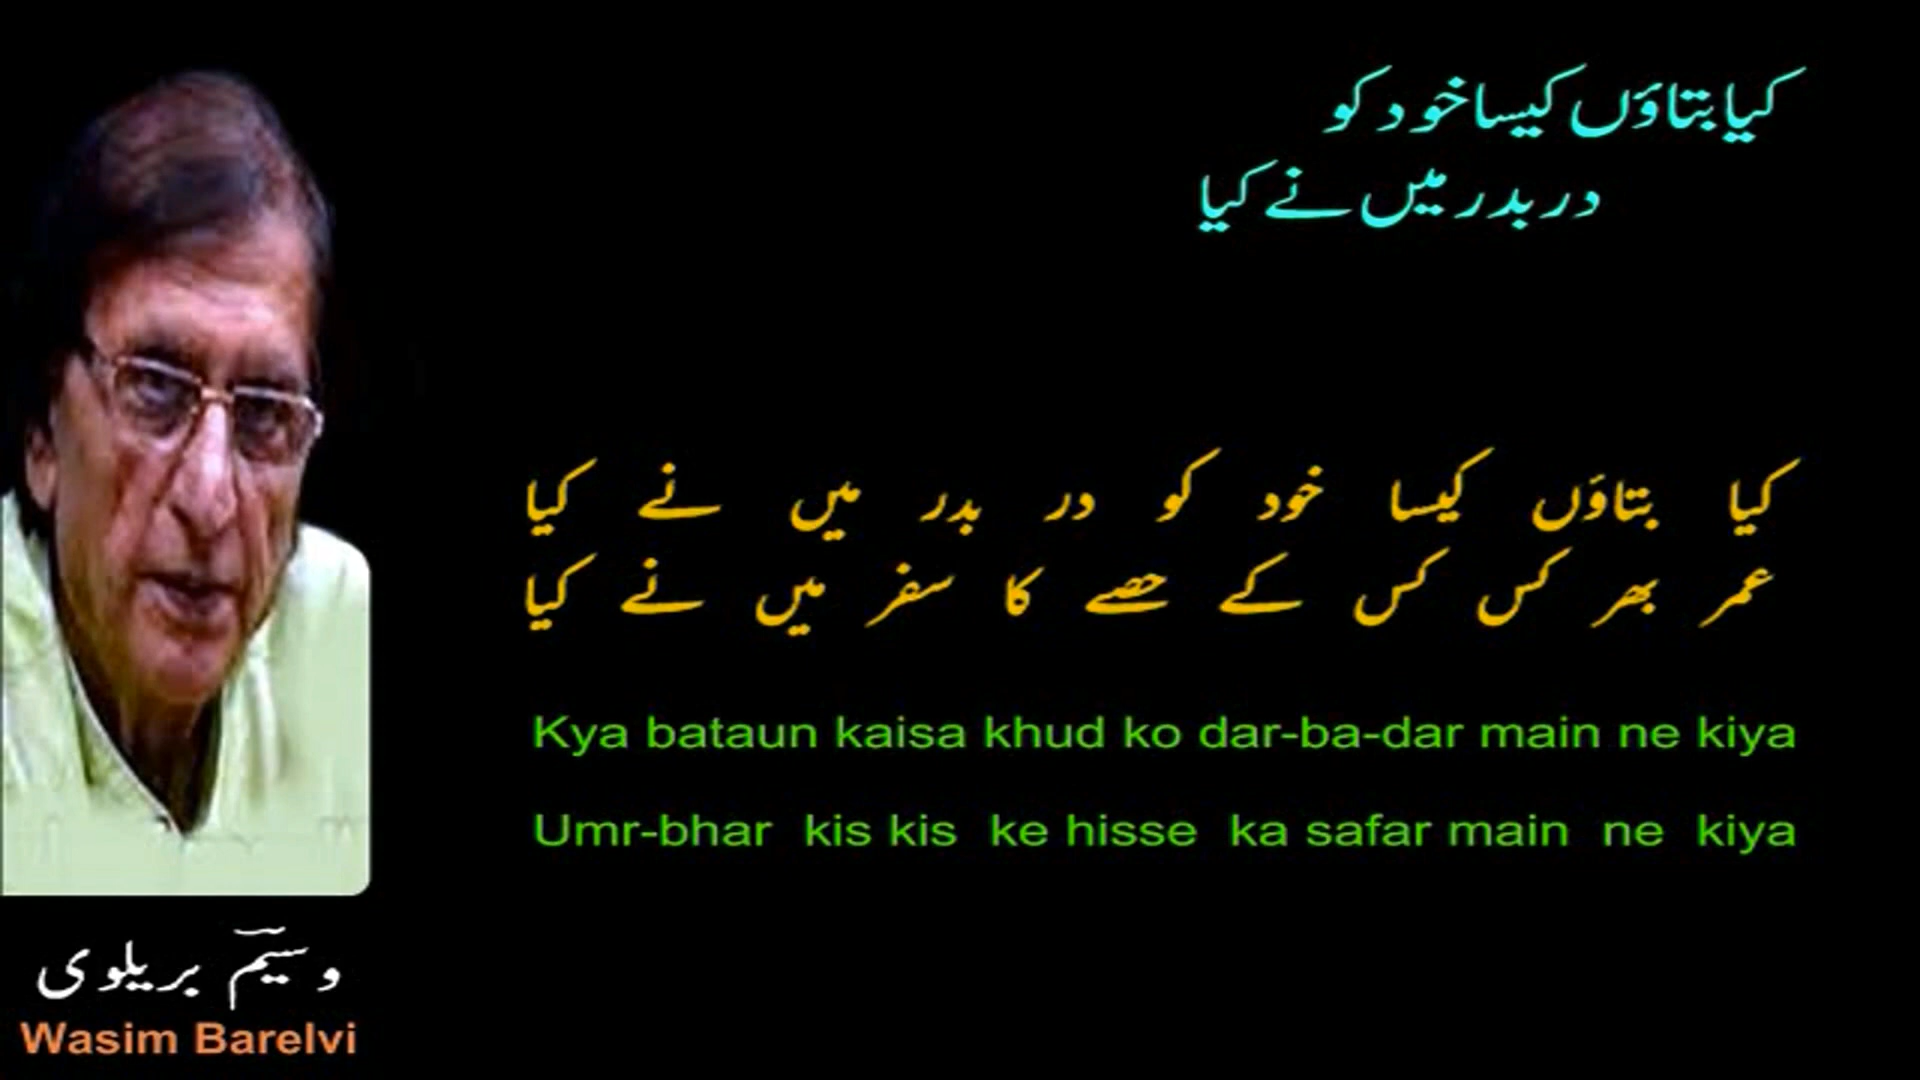 کیا بتاؤں کیسا خود کو
در بدر میں نے کیا
کیا بتاؤں کیسا خود کو در بدر میں نے کیا
عمر بھر کس کس کے حصے کا سفر میں نے کیا
Kya bataun kaisa khud ko dar-ba-dar main ne kiya
Umr-bhar kis kis ke hisse ka safar main ne kiya
وسیمؔ بریلوی
Wasim Barelvi